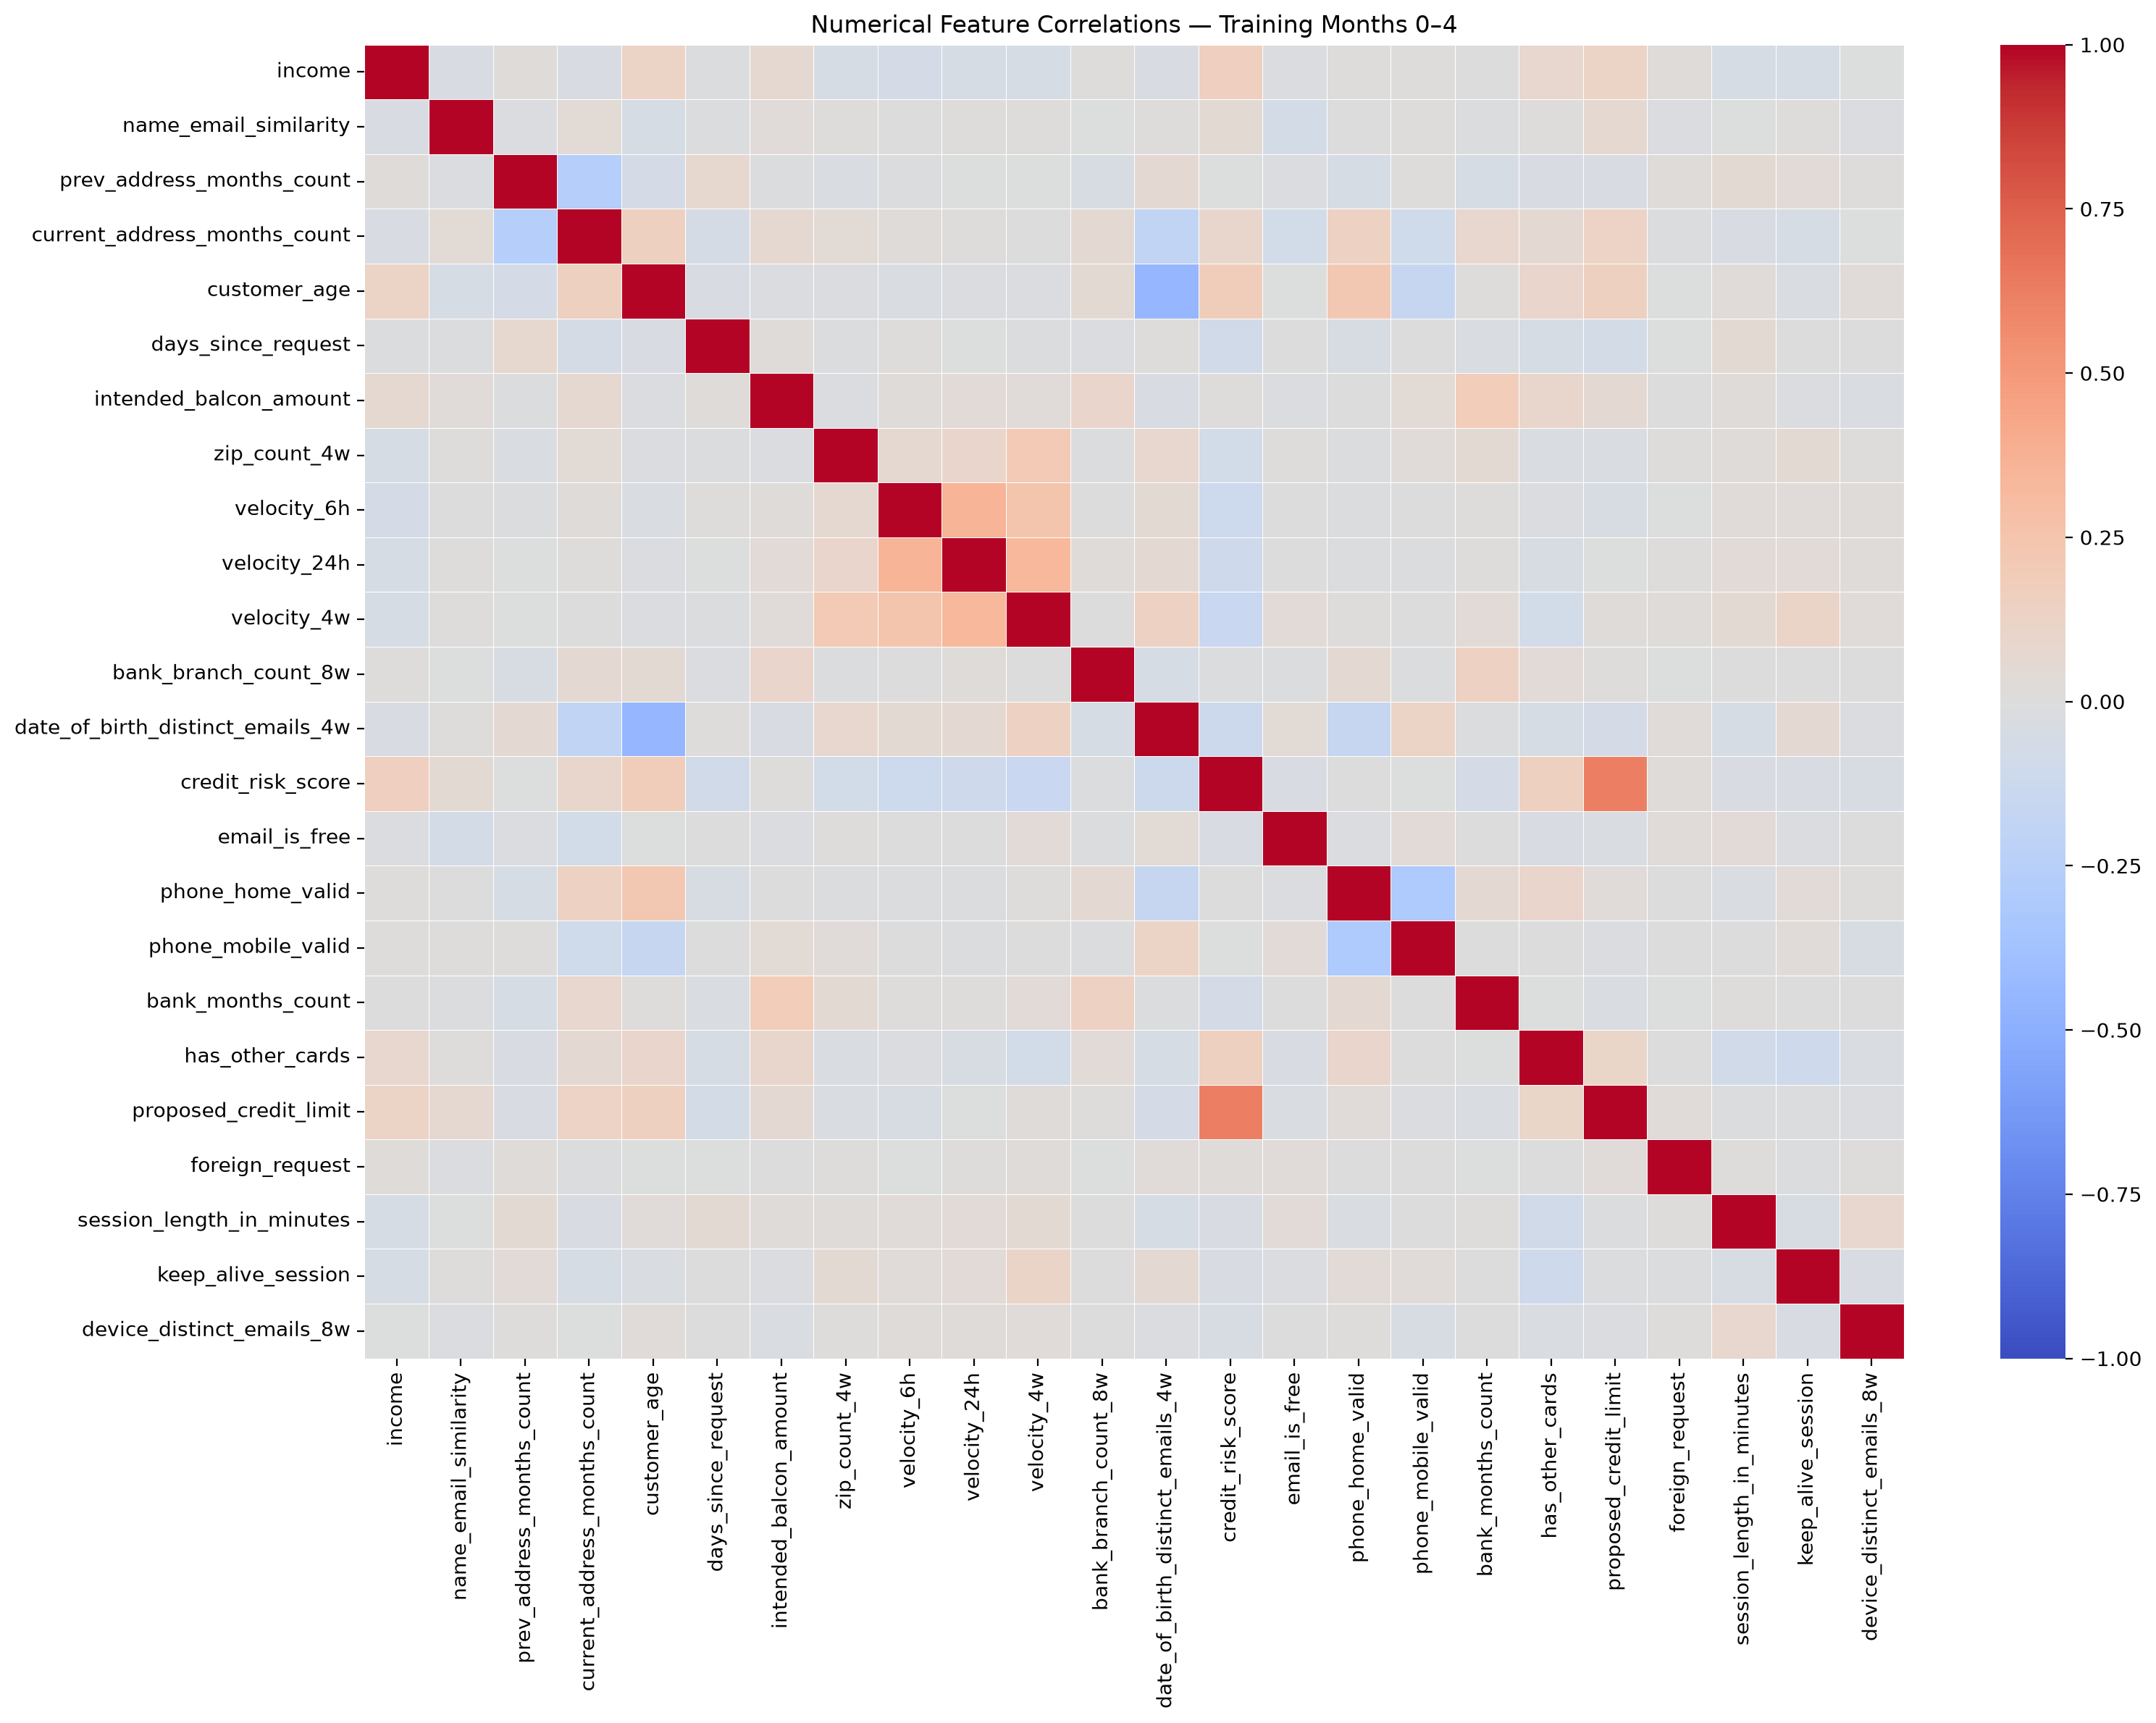 Numerical Feature Correlations — Training Months 0–4
income
name_email_similarity
prev_address_months_count
current_address_months_count
customer_age
days_since_request
intended_balcon_amount
zip_count_4w
velocity_6h
velocity_24h
velocity_4w
bank_branch_count_8w
date_of_birth_distinct_emails_4w
credit_risk_score
email_is_free
phone_home_valid
phone_mobile_valid
bank_months_count
has_other_cards
proposed_credit_limit
foreign_request
session_length_in_minutes
keep_alive_session
device_distinct_emails_8w
income
name_email_similarity
prev_address_months_count
current_address_months_count
customer_age
days_since_request
intended_balcon_amount
zip_count_4w
velocity_6h
velocity_24h
velocity_4w
bank_branch_count_8w
date_of_birth_distinct_emails_4w
credit_risk_score
email_is_free
phone_home_valid
phone_mobile_valid
bank_months_count
has_other_cards
proposed_credit_limit
foreign_request
session_length_in_minutes
keep_alive_session
device_distinct_emails_8w
1.00
0.75
0.50
0.25
0.00
−0.25
−0.50
−0.75
−1.00